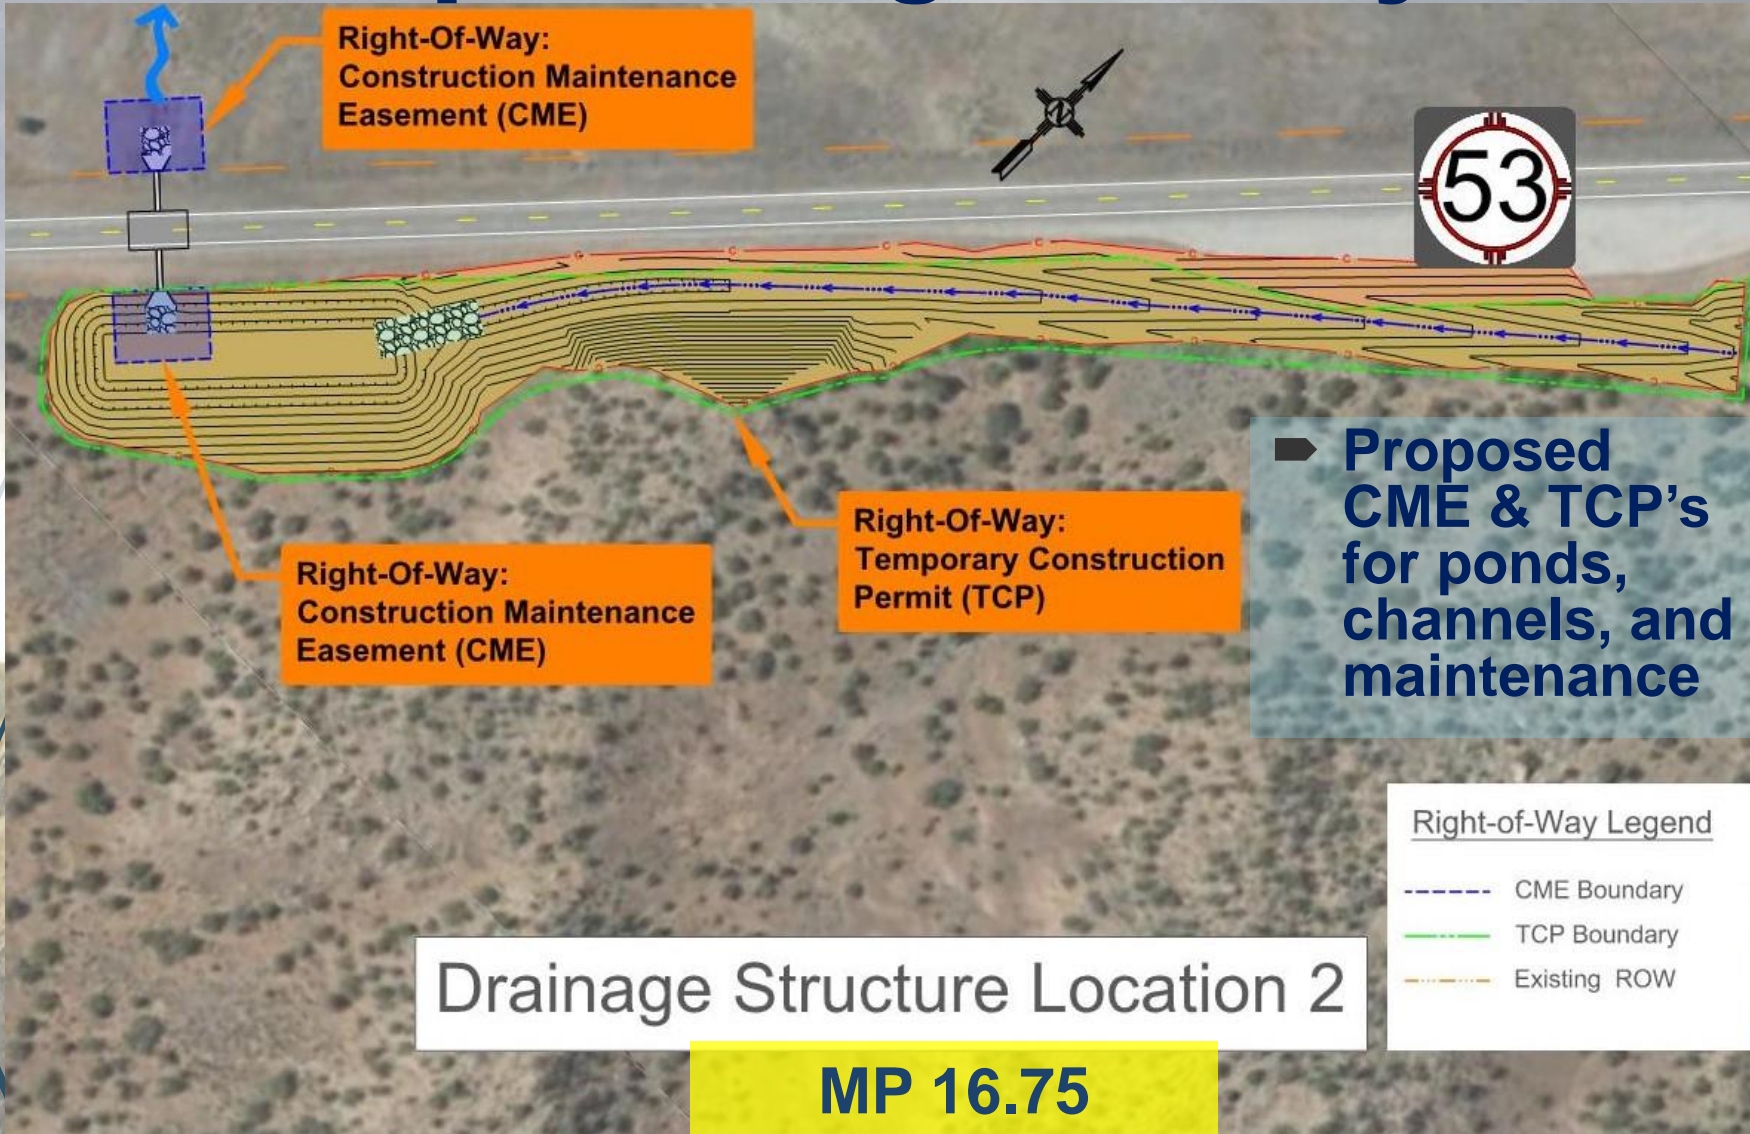 Right-Of-Way:
Construction Maintenance
Easement (CME)
53
Right-Of-Way:
Construction Maintenance
Easement (CME)
Right-Of-Way:
Temporary Construction
Permit (TCP)
Proposed
CME & TCP’s
for ponds,
channels, and
maintenance
Right-of-Way Legend
CME Boundary
TCP Boundary
Existing ROW
Drainage Structure Location 2
MP 16.75